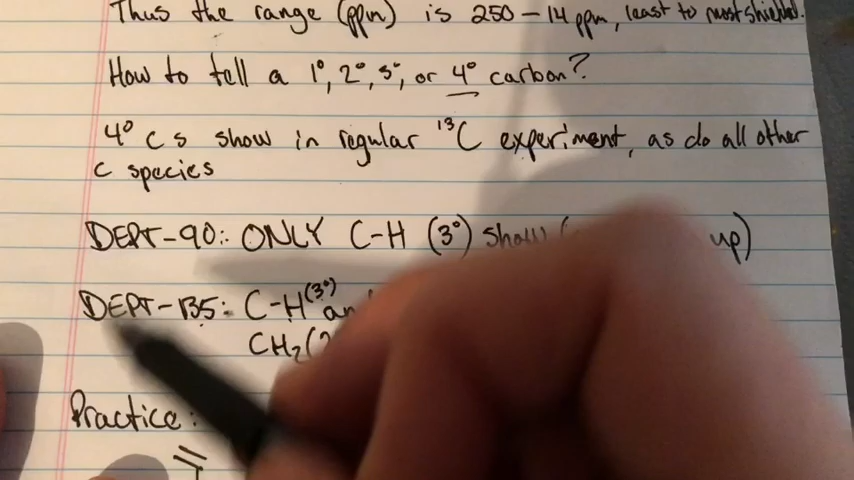 Thus the range (ppm) is 250-14 ppm, least to most shielded.
How to tell a 1°, 2°, 3°, or 4° carbon?
4° C s show in regular ¹³C experiment, as do all other
C species
DEPT-90: ONLY C-H (3°) show ( up)
DEPT-135: C-H (3°) an
CH₂ (2
Practice: